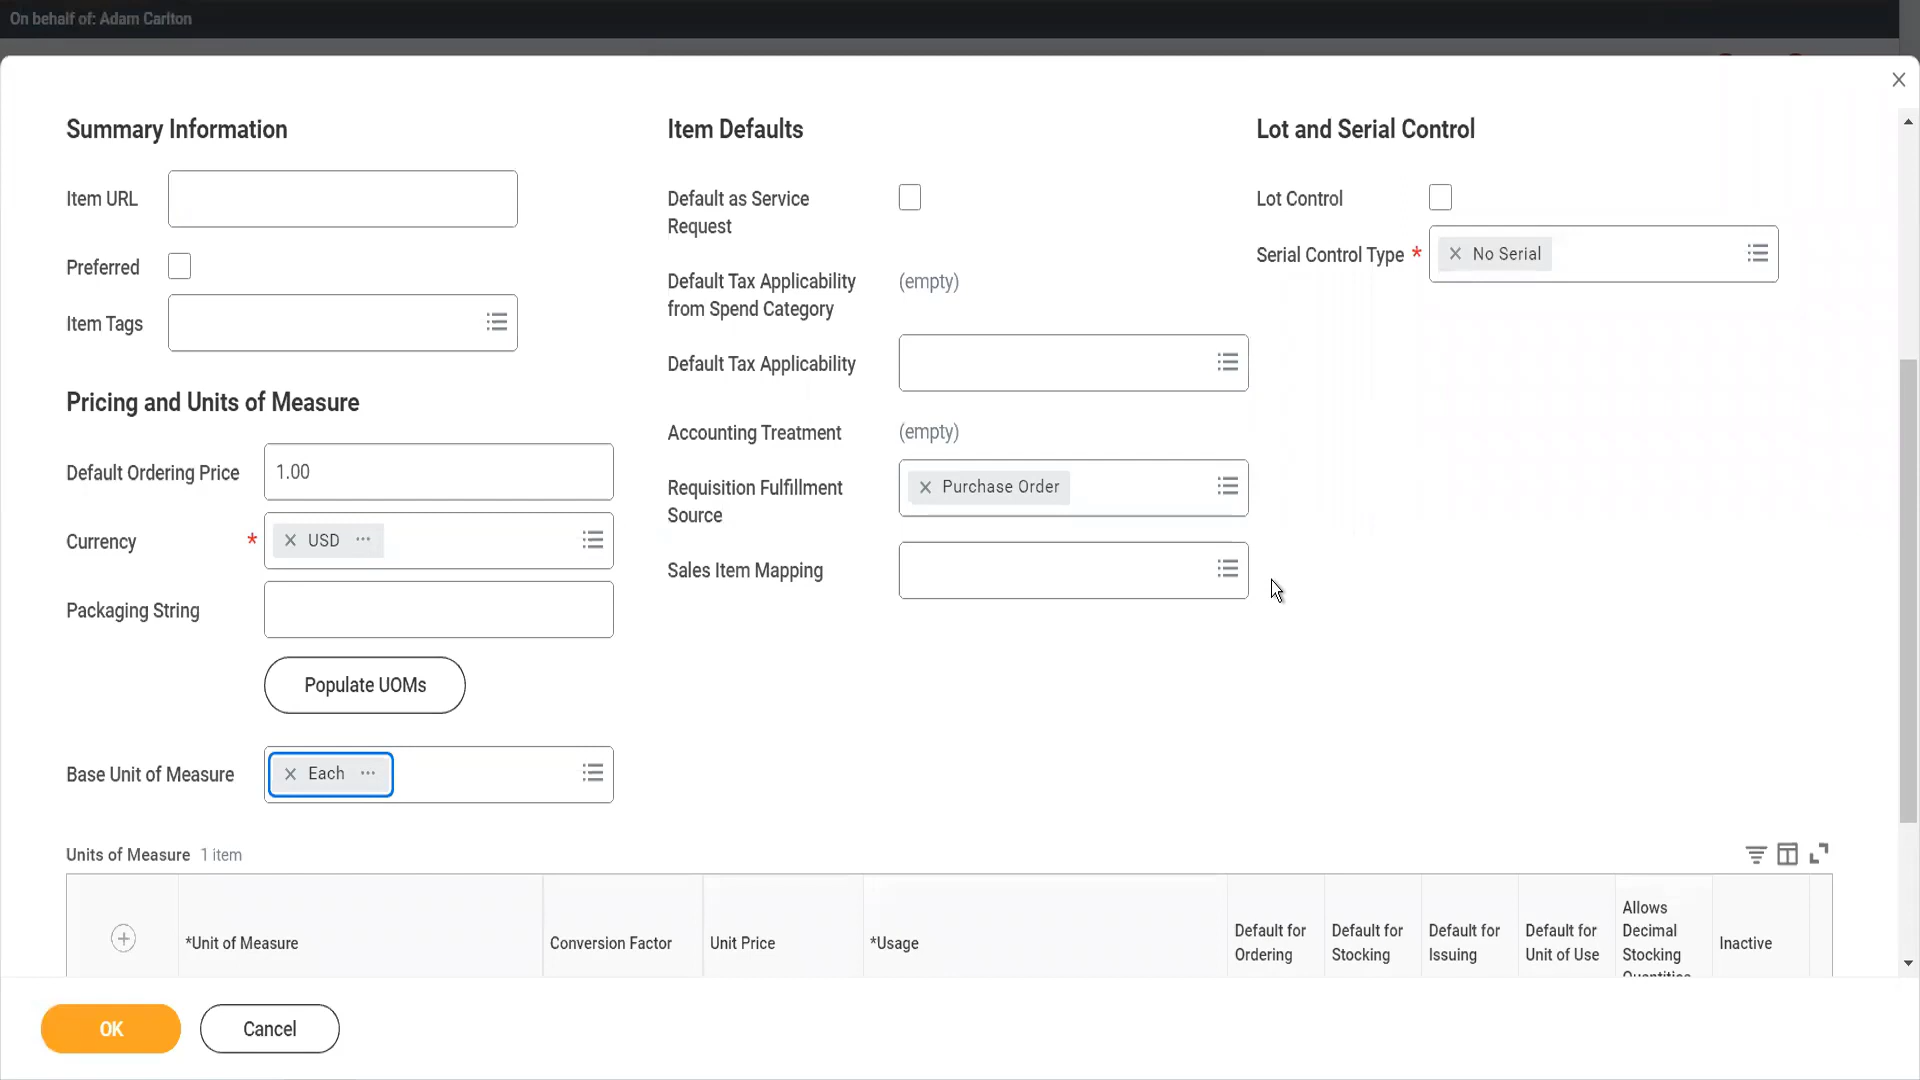 On behalf of: Adam Carlton
Summary Information
Item URL
Preferred
Item Tags
Pricing and Units of Measure
Default Ordering Price
1.00
Currency
*
USD
Packaging String
Populate UOMs
Base Unit of Measure
Each
Item Defaults
Default as Service
Request
Default Tax Applicability
from Spend Category
(empty)
Default Tax Applicability
Accounting Treatment
(empty)
Requisition Fulfillment
Source
Purchase Order
Sales Item Mapping
Lot and Serial Control
Lot Control
Serial Control Type *
No Serial
Units of Measure 1 item
*Unit of Measure
Conversion Factor
Unit Price
*Usage
Default for
Ordering
Default for
Stocking
Default for
Issuing
Default for
Unit of Use
Allows
Decimal
Stocking
Quantities
Inactive
OK
Cancel